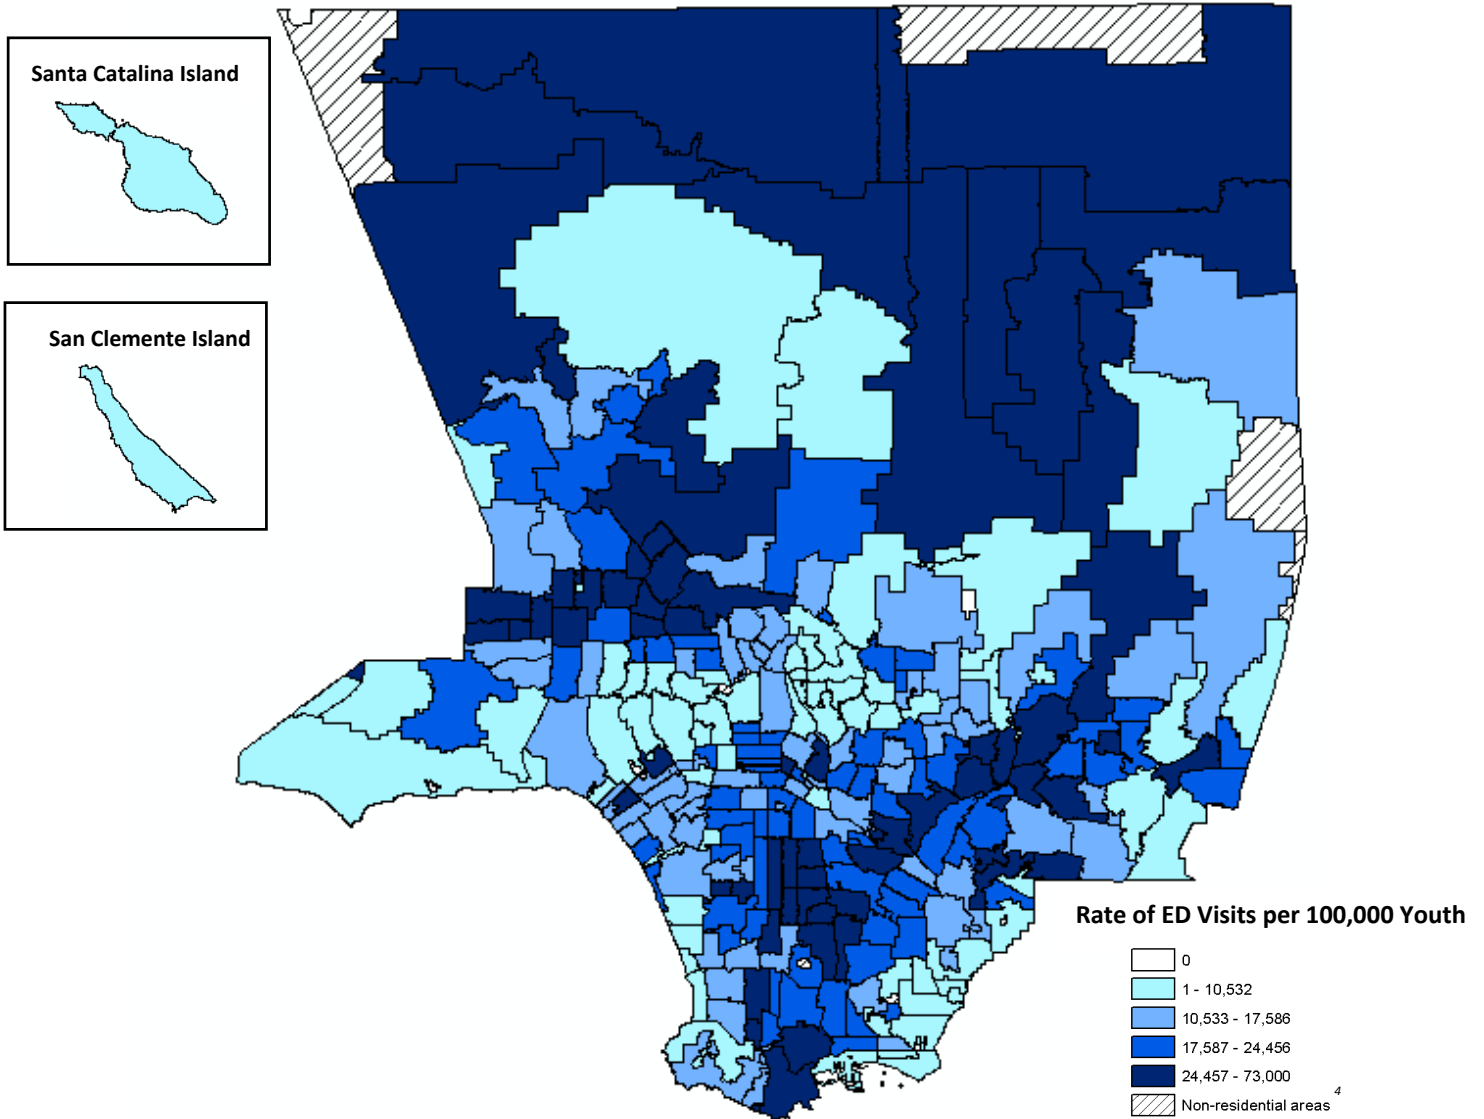 Santa Catalina Island
San Clemente Island
Rate of ED Visits per 100,000 Youth
0
1 - 10,532
10,533 - 17,586
17,587 - 24,456
24,457 - 73,000
Non-residential areas 4